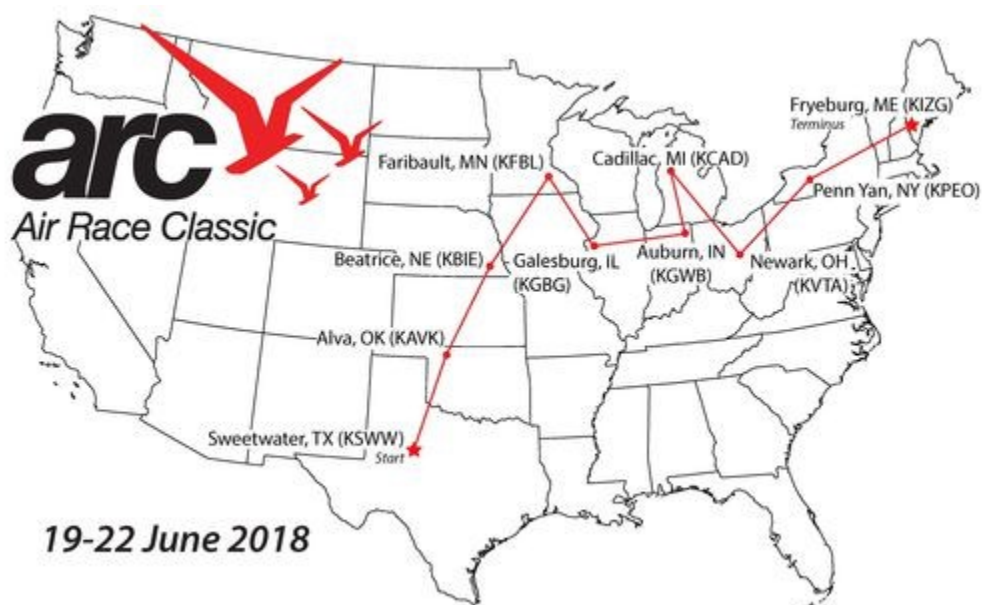 arc
Air Race Classic
Fryeburg, ME (KIZG)
Terminus
Faribault, MN (KFBL)
Cadillac, MI (KCAD)
Penn Yan, NY (KPEO)
Beatrice, NE (KBIE)
Galesburg, IL
(KGBG)
Auburn, IN
(KGWB)
Newark, OH
(KVTA)
Alva, OK (KAVK)
Sweetwater, TX (KSWW)
Start
19-22 June 2018